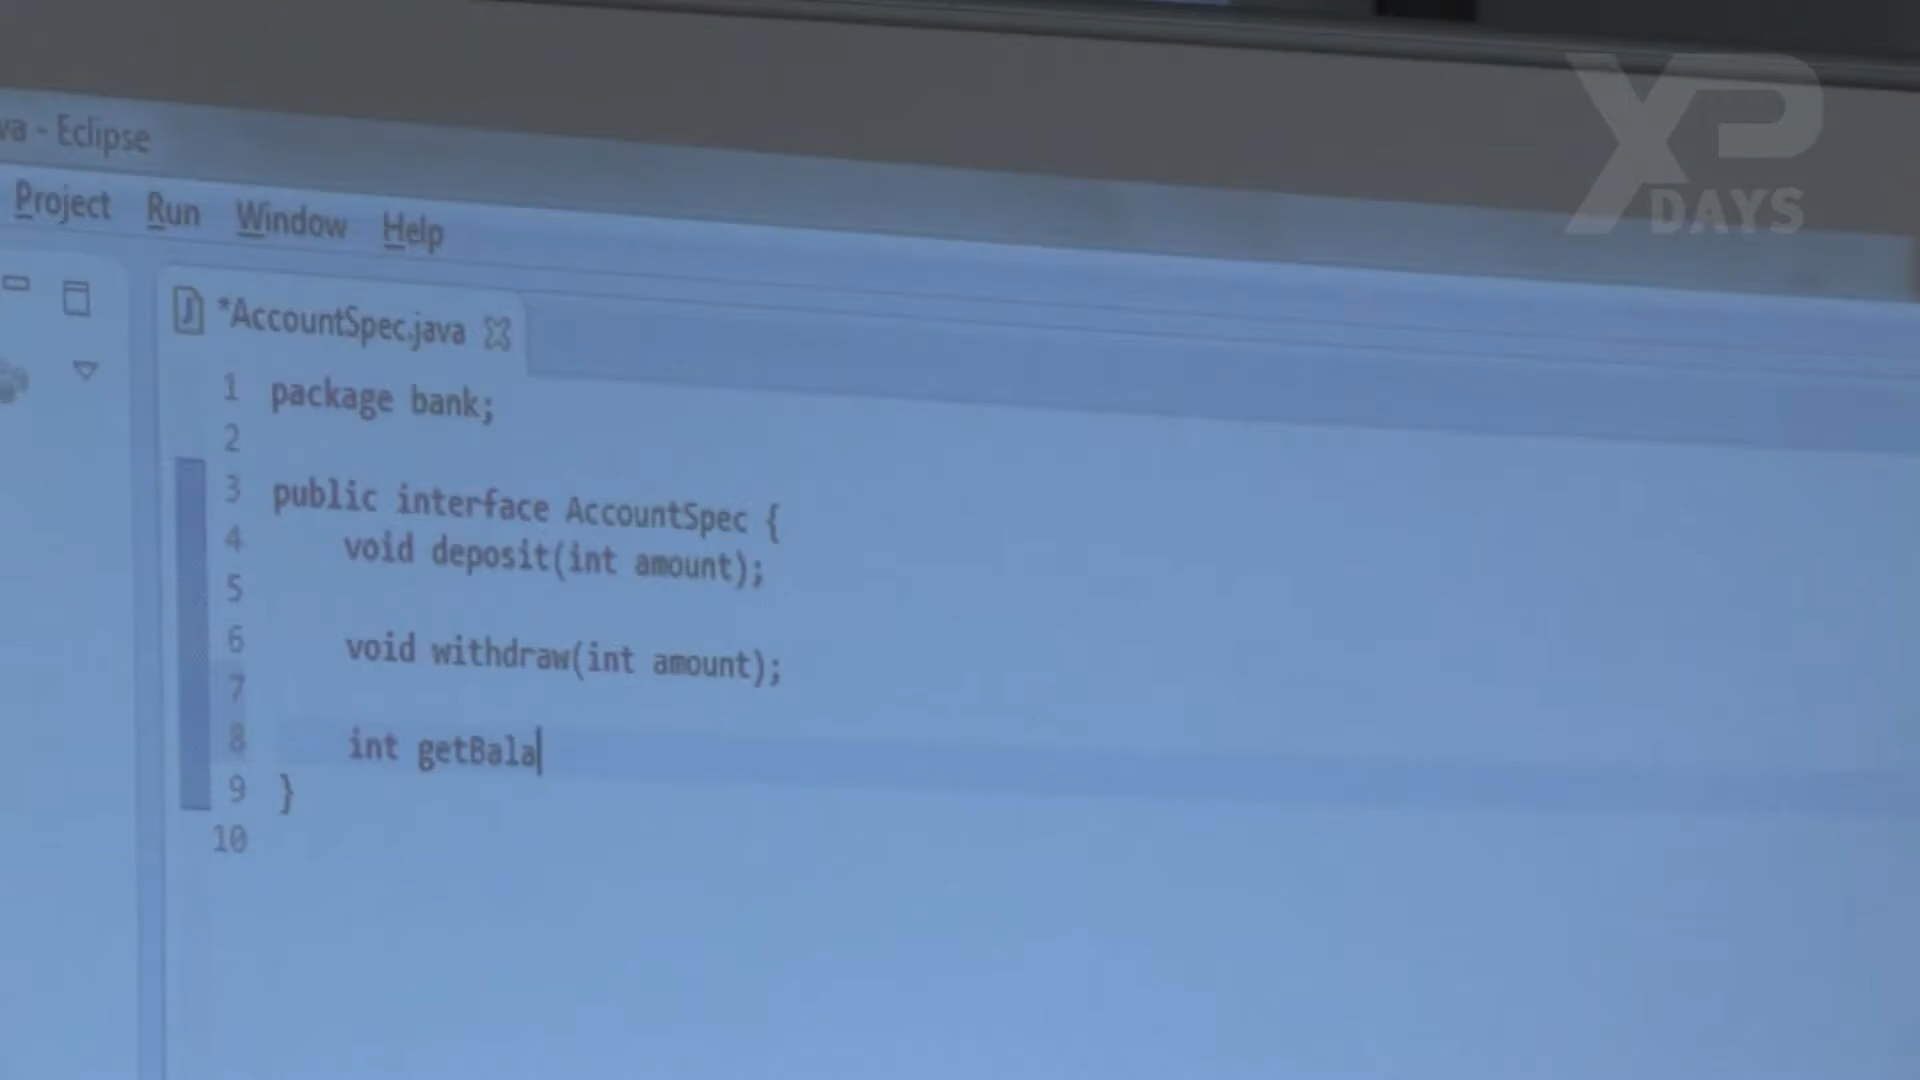 XP
DAYS
va - Eclipse
Project Run Window Help
*AccountSpec.java
1 package bank;
2
3 public interface AccountSpec {
4 void deposit(int amount);
5
6 void withdraw(int amount);
7
8 int getBala
9 }
10